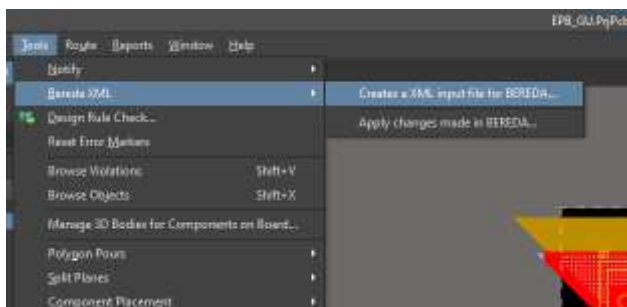 EPB_GU.PrjPcb
Tools Route Reports Window Help
Notify
Bereda XML
Creates a XML input file for BEREDA...
Design Rule Check...
Apply changes made in BEREDA...
Reset Error Markers
Browse Violations Shift+V
Browse Objects Shift+X
Manage 3D Bodies for Components on Board...
Polygon Pours
Split Planes
Component Placement